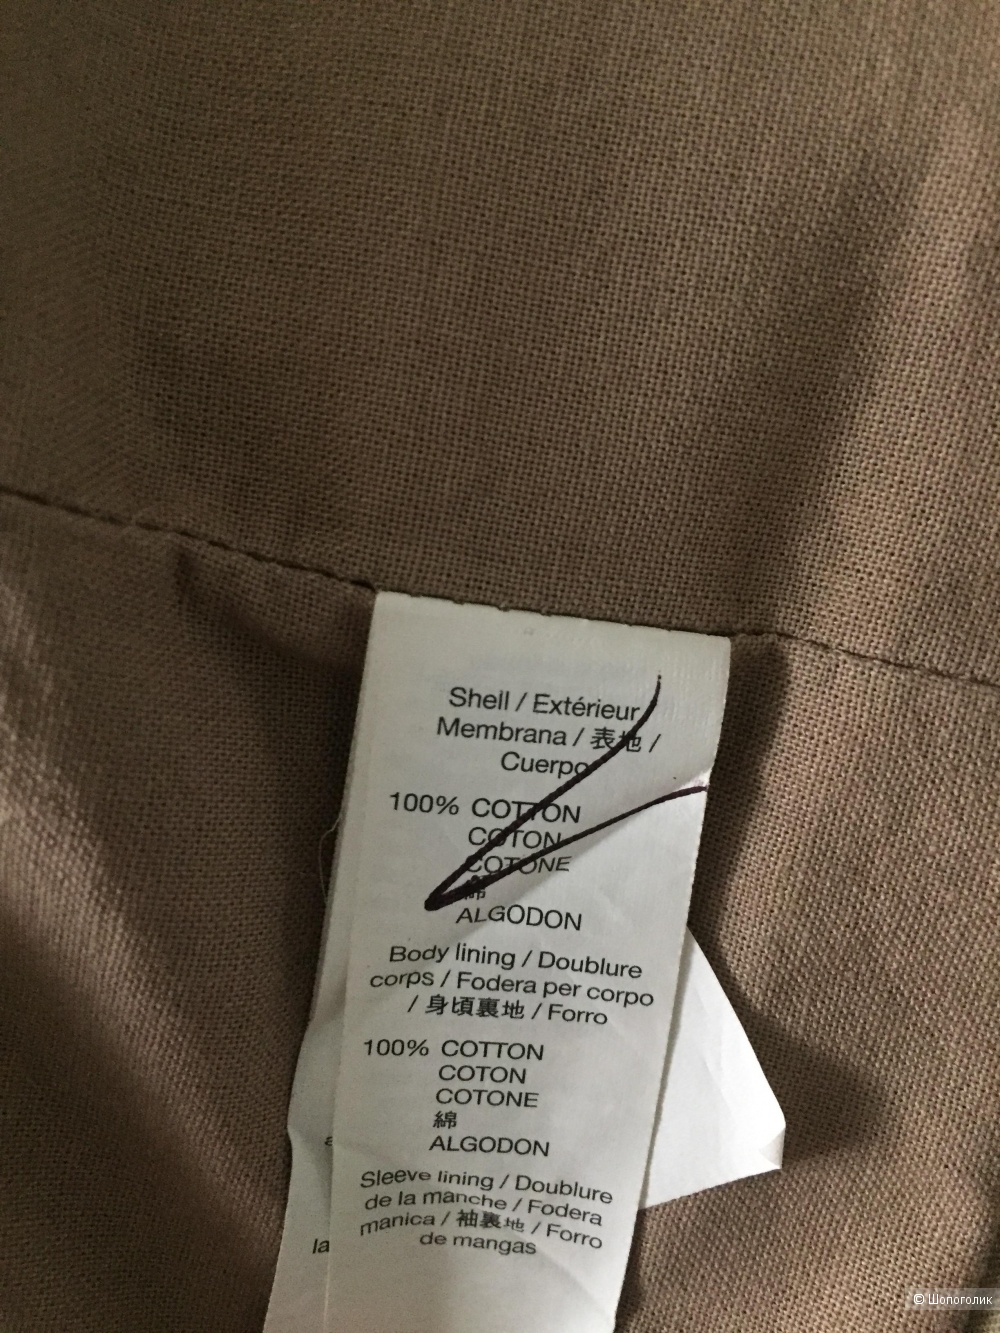 Shell / Extérieur
Membrana / 表地 /
Cuerpo
100% COTTON
COTON
COTONE
綿
ALGODON
Body lining / Doublure
corps / Fodera per corpo
/ 身頃裏地 / Forro
100% COTTON
COTON
COTONE
綿
ALGODON
Sleeve lining / Doublure
de la manche / Fodera
manica / 袖裏地 / Forro
de mangas
la
© Шопоголик